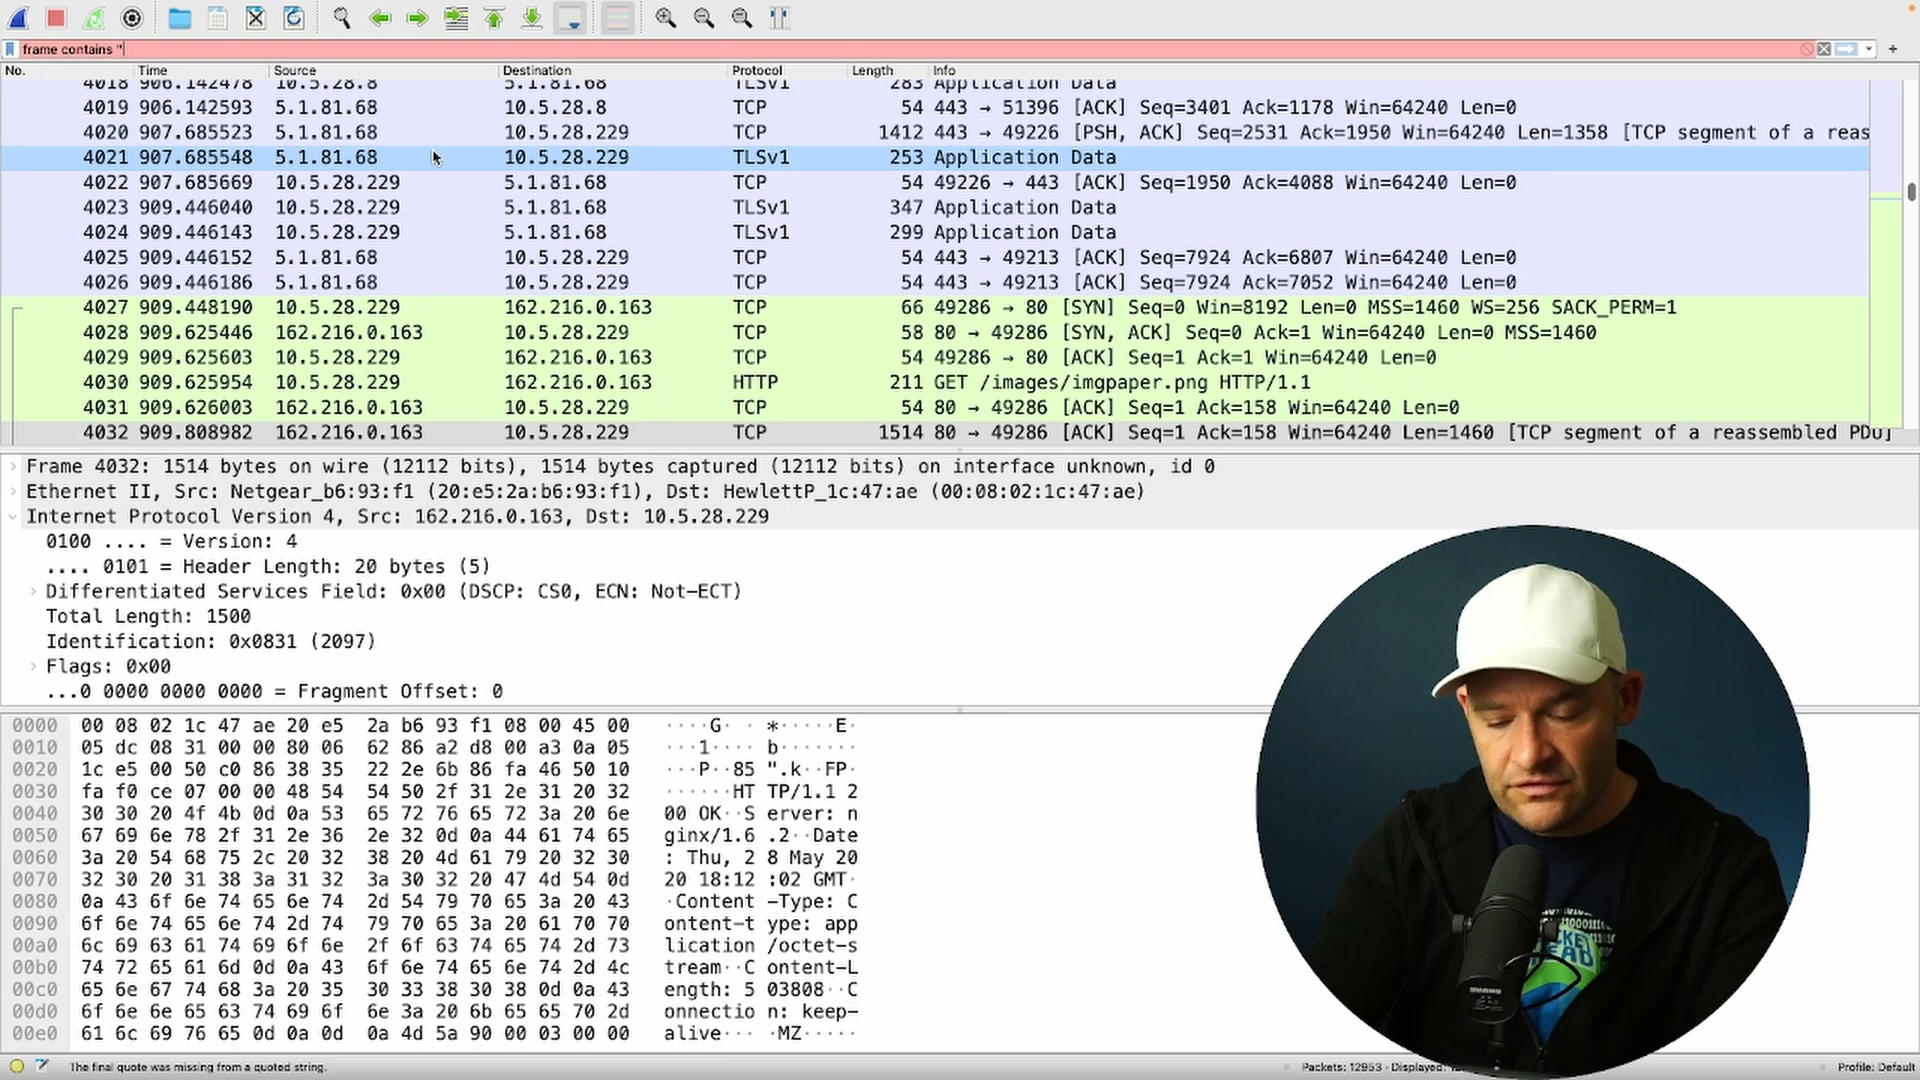 frame contains "
No. Time Source Destination Protocol Length Info
4018 906.142478 10.5.28.8 5.1.81.68 TLSv1 283 Application Data
4019 906.142593 5.1.81.68 10.5.28.8 TCP 54 443 → 51396 [ACK] Seq=3401 Ack=1178 Win=64240 Len=0
4020 907.685523 5.1.81.68 10.5.28.229 TCP 1412 443 → 49226 [PSH, ACK] Seq=2531 Ack=1950 Win=64240 Len=1358 [TCP segment of a reas
4021 907.685548 5.1.81.68 10.5.28.229 TLSv1 253 Application Data
4022 907.685669 10.5.28.229 5.1.81.68 TCP 54 49226 → 443 [ACK] Seq=1950 Ack=4088 Win=64240 Len=0
4023 909.446040 10.5.28.229 5.1.81.68 TLSv1 347 Application Data
4024 909.446143 10.5.28.229 5.1.81.68 TLSv1 299 Application Data
4025 909.446152 5.1.81.68 10.5.28.229 TCP 54 443 → 49213 [ACK] Seq=7924 Ack=6807 Win=64240 Len=0
4026 909.446186 5.1.81.68 10.5.28.229 TCP 54 443 → 49213 [ACK] Seq=7924 Ack=7052 Win=64240 Len=0
4027 909.448190 10.5.28.229 162.216.0.163 TCP 66 49286 → 80 [SYN] Seq=0 Win=8192 Len=0 MSS=1460 WS=256 SACK_PERM=1
4028 909.625446 162.216.0.163 10.5.28.229 TCP 58 80 → 49286 [SYN, ACK] Seq=0 Ack=1 Win=64240 Len=0 MSS=1460
4029 909.625603 10.5.28.229 162.216.0.163 TCP 54 49286 → 80 [ACK] Seq=1 Ack=1 Win=64240 Len=0
4030 909.625954 10.5.28.229 162.216.0.163 HTTP 211 GET /images/imgpaper.png HTTP/1.1
4031 909.626003 162.216.0.163 10.5.28.229 TCP 54 80 → 49286 [ACK] Seq=1 Ack=158 Win=64240 Len=0
4032 909.808982 162.216.0.163 10.5.28.229 TCP 1514 80 → 49286 [ACK] Seq=1 Ack=158 Win=64240 Len=1460 [TCP segment of a reassembled PDU]
Frame 4032: 1514 bytes on wire (12112 bits), 1514 bytes captured (12112 bits) on interface unknown, id 0
Ethernet II, Src: Netgear_b6:93:f1 (20:e5:2a:b6:93:f1), Dst: HewlettP_1c:47:ae (00:08:02:1c:47:ae)
Internet Protocol Version 4, Src: 162.216.0.163, Dst: 10.5.28.229
0100 .... = Version: 4
.... 0101 = Header Length: 20 bytes (5)
Differentiated Services Field: 0x00 (DSCP: CS0, ECN: Not-ECT)
Total Length: 1500
Identification: 0x0831 (2097)
Flags: 0x00
...0 0000 0000 0000 = Fragment Offset: 0
0000 00 08 02 1c 47 ae 20 e5 2a b6 93 f1 08 00 45 00 ····G· · *·····E·
0010 05 dc 08 31 00 00 80 06 62 86 a2 d8 00 a3 0a 05 ···1···· b·······
0020 1c e5 00 50 c0 86 38 35 22 2e 6b 86 fa 46 50 10 ···P··85 ".k··FP·
0030 fa f0 ce 07 00 00 48 54 54 50 2f 31 2e 31 20 32 ······HT TP/1.1 2
0040 30 30 20 4f 4b 0d 0a 53 65 72 76 65 72 3a 20 6e 00 OK··S erver: n
0050 67 69 6e 78 2f 31 2e 36 2e 32 0d 0a 44 61 74 65 ginx/1.6 .2··Date
0060 3a 20 54 68 75 2c 20 32 38 20 4d 61 79 20 32 30 : Thu, 2 8 May 20
0070 32 30 20 31 38 3a 31 32 3a 30 32 20 47 4d 54 0d 20 18:12 :02 GMT·
0080 0a 43 6f 6e 74 65 6e 74 2d 54 79 70 65 3a 20 43 ·Content -Type: C
0090 6f 6e 74 65 6e 74 2d 74 79 70 65 3a 20 61 70 70 ontent-t ype: app
00a0 6c 69 63 61 74 69 6f 6e 2f 6f 63 74 65 74 2d 73 lication /octet-s
00b0 74 72 65 61 6d 0d 0a 43 6f 6e 74 65 6e 74 2d 4c tream··C ontent-L
00c0 65 6e 67 74 68 3a 20 35 30 33 38 30 38 0d 0a 43 ength: 5 03808··C
00d0 6f 6e 6e 65 63 74 69 6f 6e 3a 20 6b 65 65 70 2d onnectio n: keep-
00e0 61 6c 69 76 65 0d 0a 0d 0a 4d 5a 90 00 03 00 00 alive··· ·MZ·····
The final quote was missing from a quoted string.
Packets: 12953 · Displayed:
Profile: Default